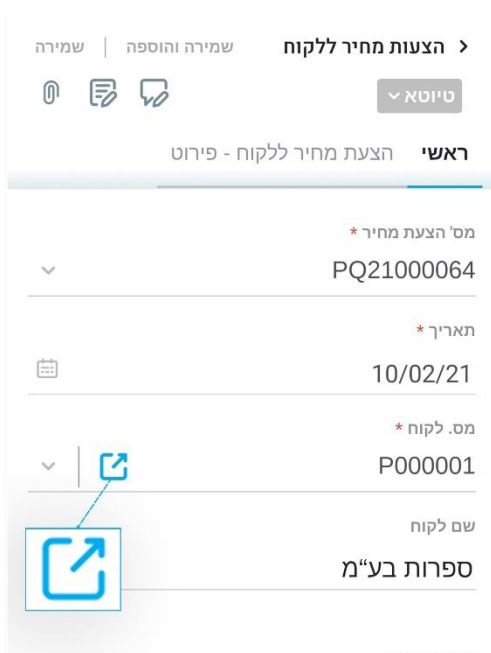 הצעות מחיר ללקוח שמירה והוספה | שמירה
טיוטא
ראשי הצעת מחיר ללקוח - פירוט
מס' הצעת מחיר *
PQ21000064
תאריך *
10/02/21
מס. לקוח *
P000001
שם לקוח
ספרות בע"מ